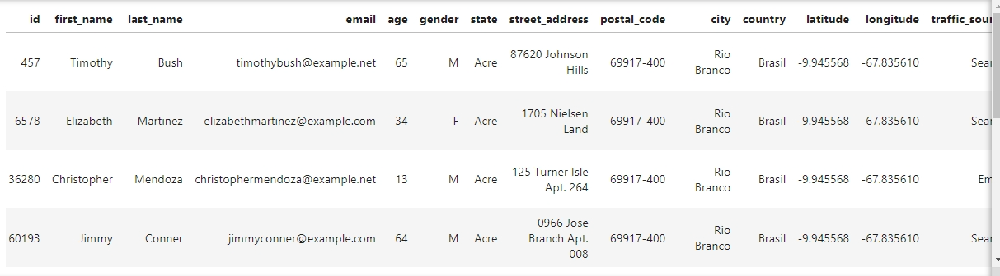 id first_name last_name email age gender state street_address postal_code city country latitude longitude traffic_sour
457 Timothy Bush timothybush@example.net 65 M Acre 87620 Johnson Hills 69917-400 Rio Branco Brasil -9.945568 -67.835610 Sear
6578 Elizabeth Martinez elizabethmartinez@example.com 34 F Acre 1705 Nielsen Land 69917-400 Rio Branco Brasil -9.945568 -67.835610 Sear
36280 Christopher Mendoza christophermendoza@example.net 13 M Acre 125 Turner Isle Apt. 264 69917-400 Rio Branco Brasil -9.945568 -67.835610 Em
60193 Jimmy Conner jimmyconner@example.com 64 M Acre 0966 Jose Branch Apt. 008 69917-400 Rio Branco Brasil -9.945568 -67.835610 Sear